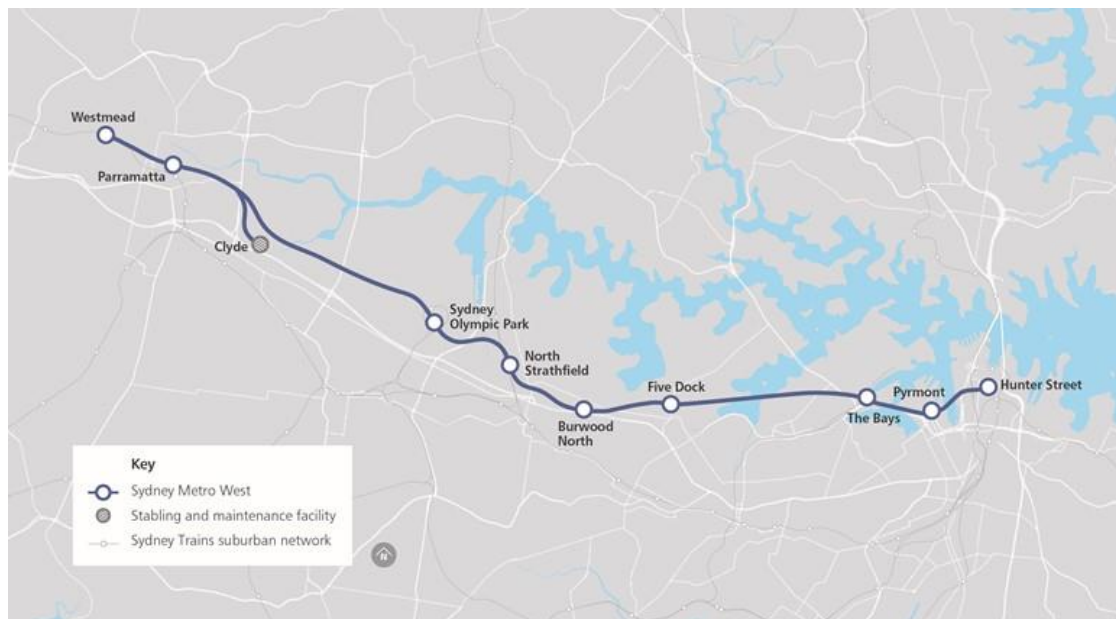 Westmead
Parramatta
Clyde
Sydney
Olympic Park
North
Strathfield
Burwood
North
Five Dock
The Bays
Pyrmont
Hunter Street
Key
Sydney Metro West
Stabling and maintenance facility
Sydney Trains suburban network
N